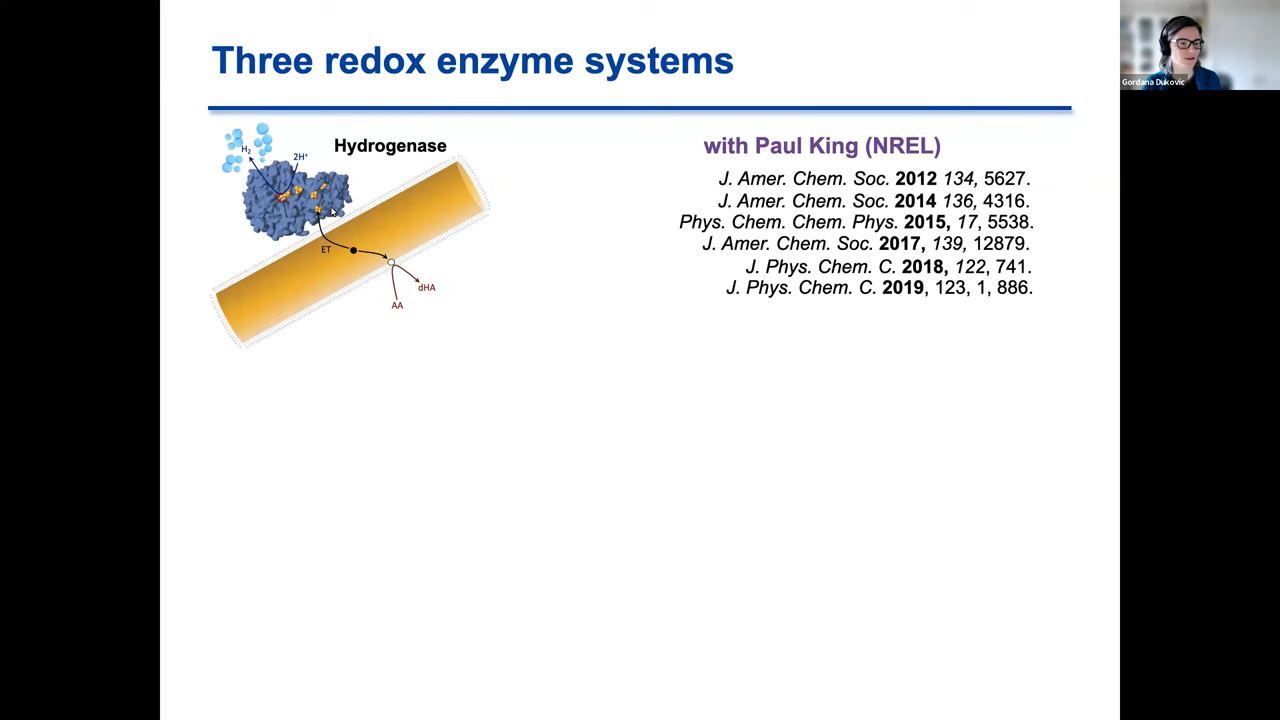 Three redox enzyme systems
Gordana Dukovic
Hydrogenase
H₂
2H⁺
ET
dHA
AA
with Paul King (NREL)
J. Amer. Chem. Soc. 2012 134, 5627.
J. Amer. Chem. Soc. 2014 136, 4316.
Phys. Chem. Chem. Phys. 2015, 17, 5538.
J. Amer. Chem. Soc. 2017, 139, 12879.
J. Phys. Chem. C. 2018, 122, 741.
J. Phys. Chem. C. 2019, 123, 1, 886.